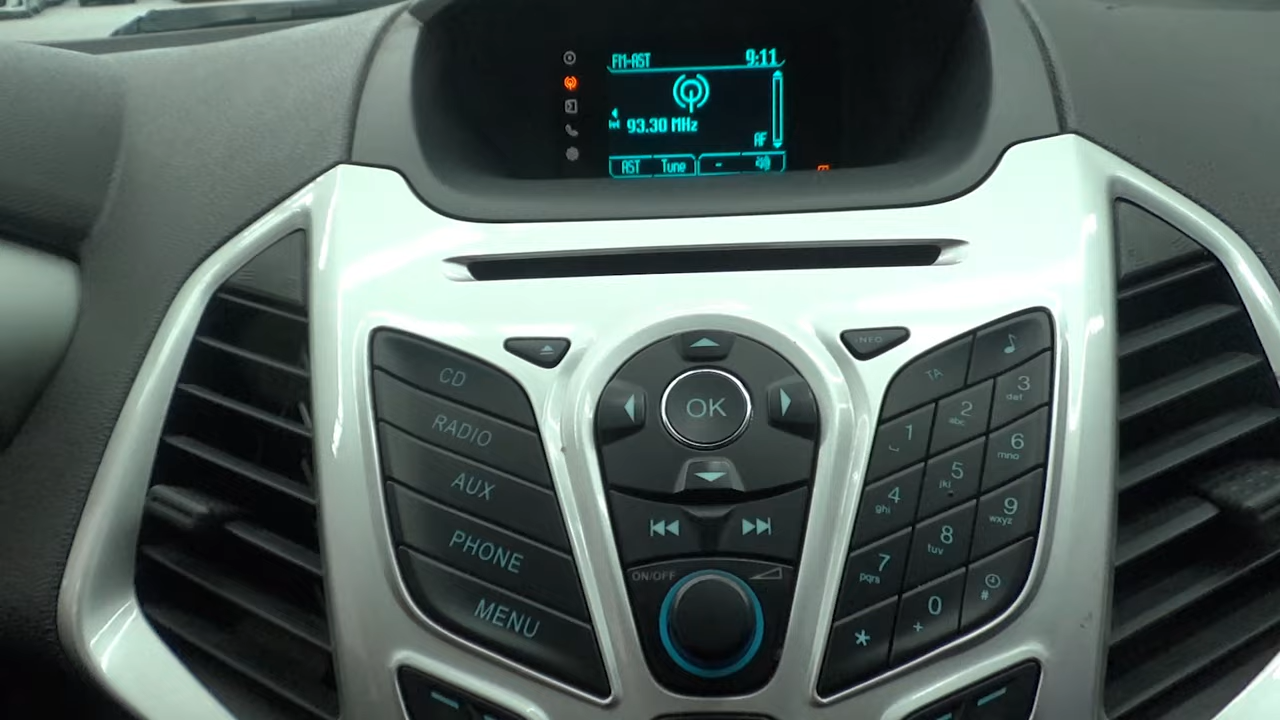 FM-AST 9:11
93.30 MHz
AF
AST Tune -
CD
RADIO
AUX
PHONE
MENU
OK
ON/OFF
INFO
TA
1
2 abc
3 def
4 ghi
5 jkl
6 mno
7 pqrs
8 tuv
9 wxyz
*
0 +
#